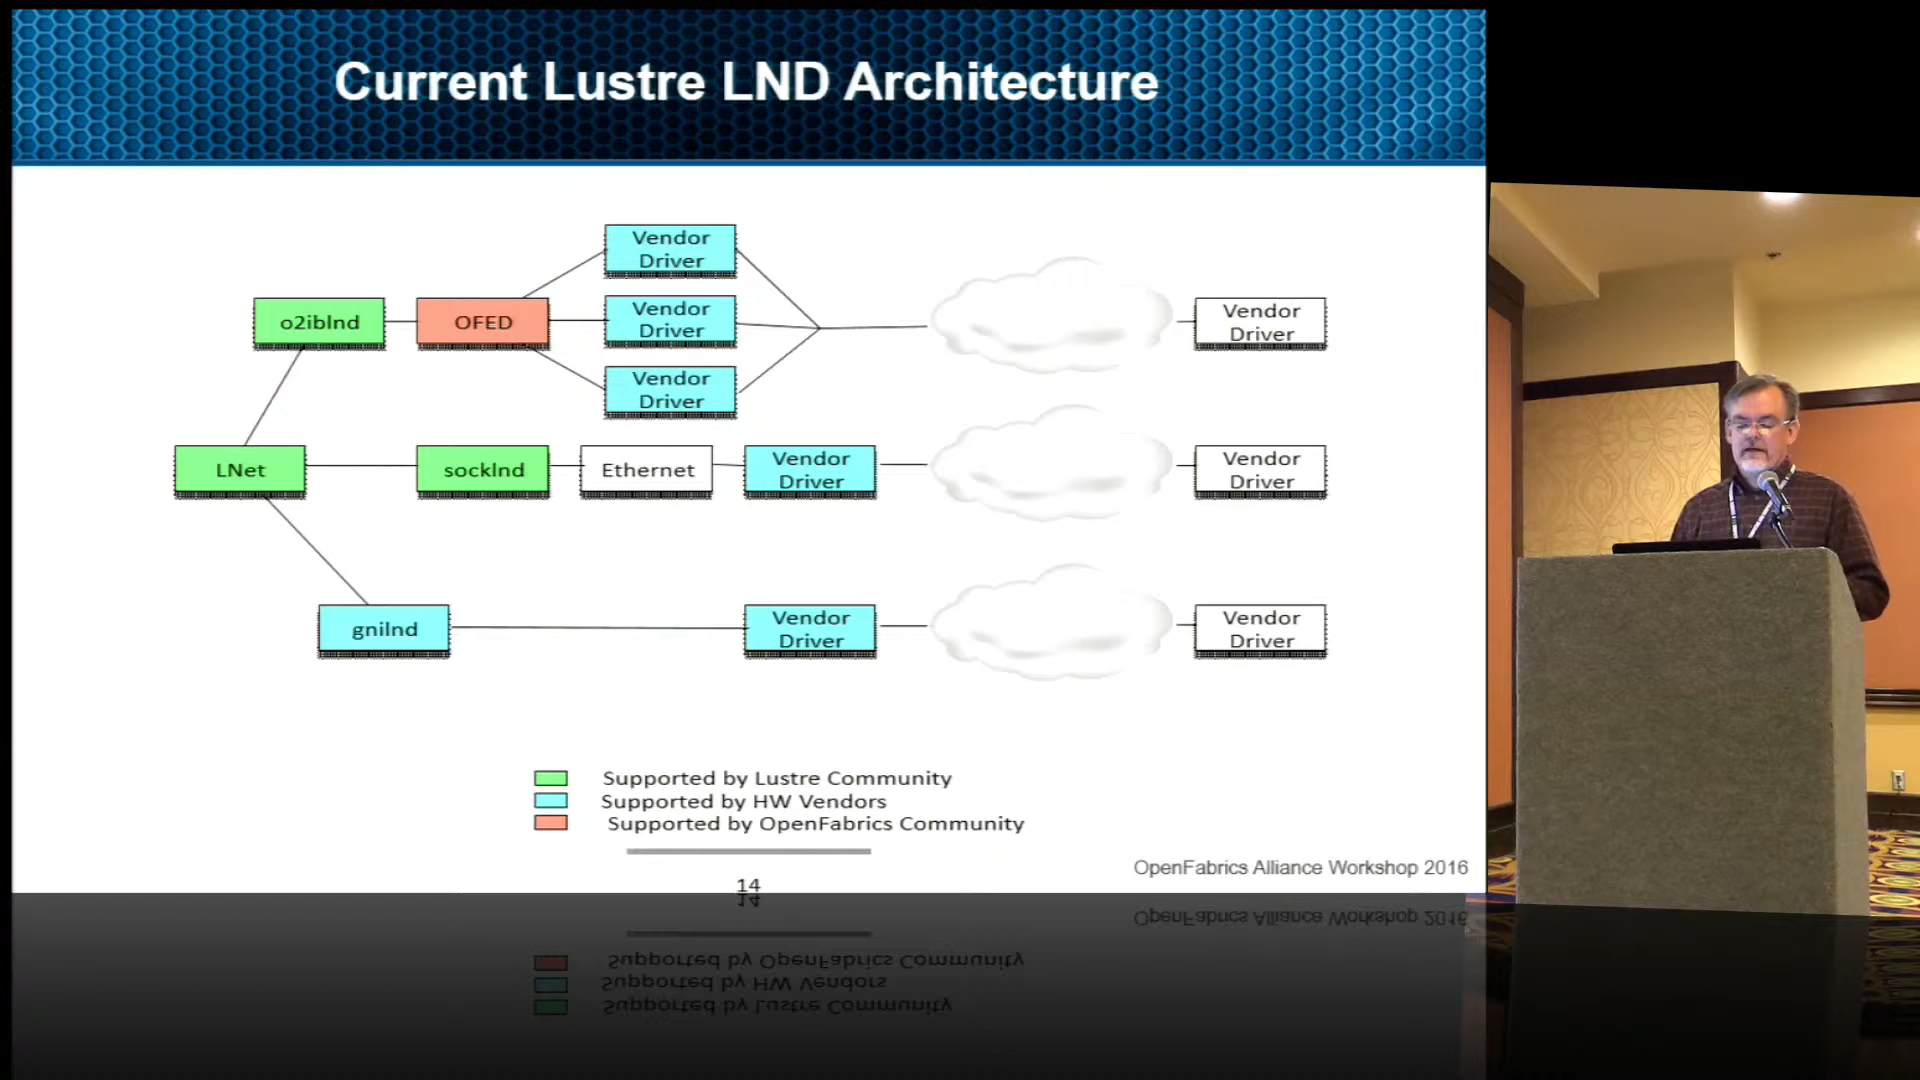 Current Lustre LND Architecture
Vendor
Driver
o2iblnd
OFED
Vendor
Driver
Vendor
Driver
Vendor
Driver
LNet
socklnd
Ethernet
Vendor
Driver
Vendor
Driver
gnilnd
Vendor
Driver
Vendor
Driver
Supported by Lustre Community
Supported by HW Vendors
Supported by OpenFabrics Community
OpenFabrics Alliance Workshop 2016
14